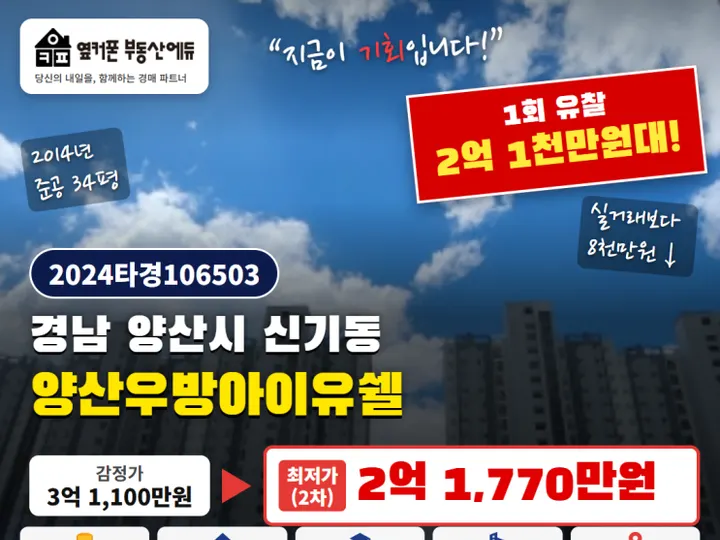 옆커폰 부동산에듀
당신의 내일을, 함께하는 경매 파트너
“지금이 기회입니다!”
1회 유찰
2억 1천만원대!
2014년
준공 34평
실거래보다
8천만원 ↓
2024타경106503
경남 양산시 신기동
양산우방아이유쉘
감정가
3억 1,100만원
최저가
(2차)
2억 1,770만원